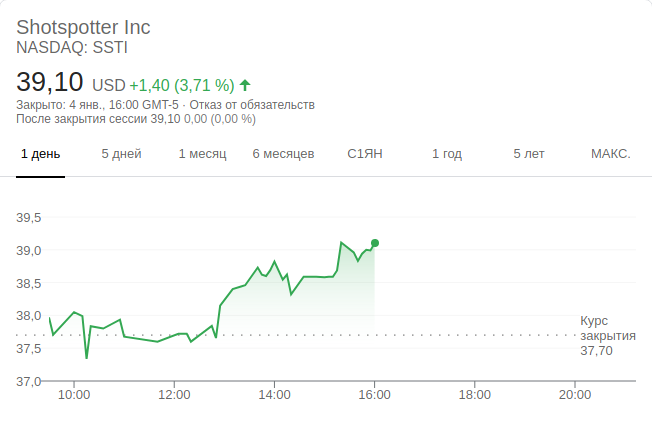 Shotspotter Inc
NASDAQ: SSTI
39,10 USD +1,40 (3,71 %)
Закрыто: 4 янв., 16:00 GMT-5 · Отказ от обязательств
После закрытия сессии 39,10 0,00 (0,00 %)
1 день 5 дней 1 месяц 6 месяцев С1ЯН 1 год 5 лет МАКС.
39,5
39,0
38,5
38,0
Курс
закрытия
37,70
37,5
37,0
10:00 12:00 14:00 16:00 18:00 20:00